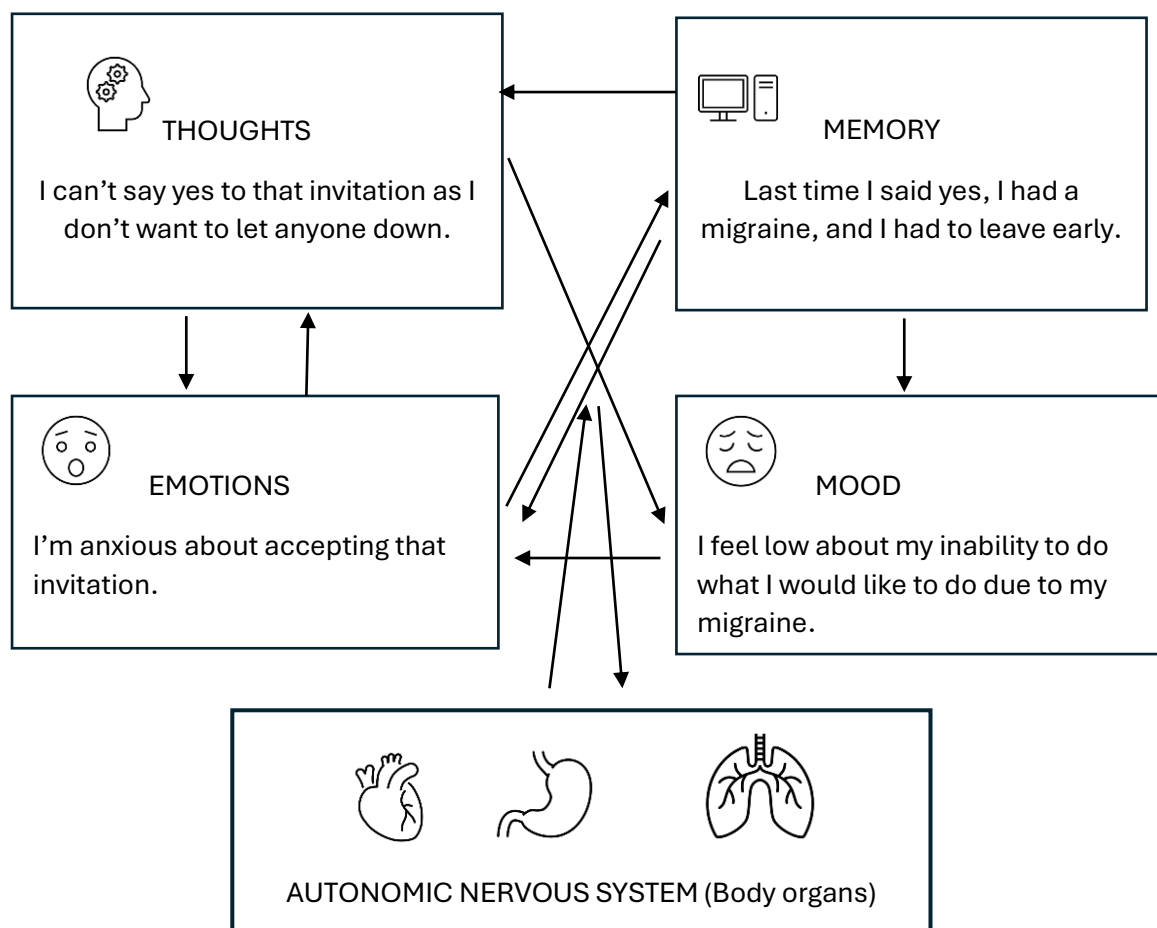 THOUGHTS
I can’t say yes to that invitation as I
don’t want to let anyone down.
MEMORY
Last time I said yes, I had a
migraine, and I had to leave early.
EMOTIONS
I’m anxious about accepting that
invitation.
MOOD
I feel low about my inability to do
what I would like to do due to my
migraine.
AUTONOMIC NERVOUS SYSTEM (Body organs)